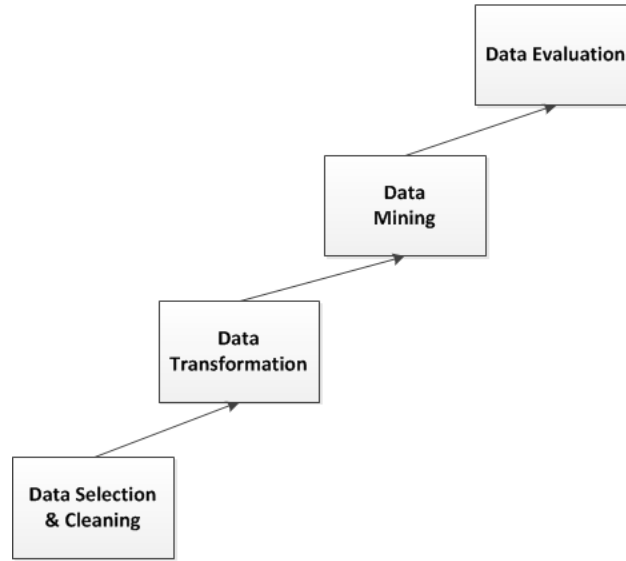 Data Evaluation
Data
Mining
Data
Transformation
Data Selection
& Cleaning